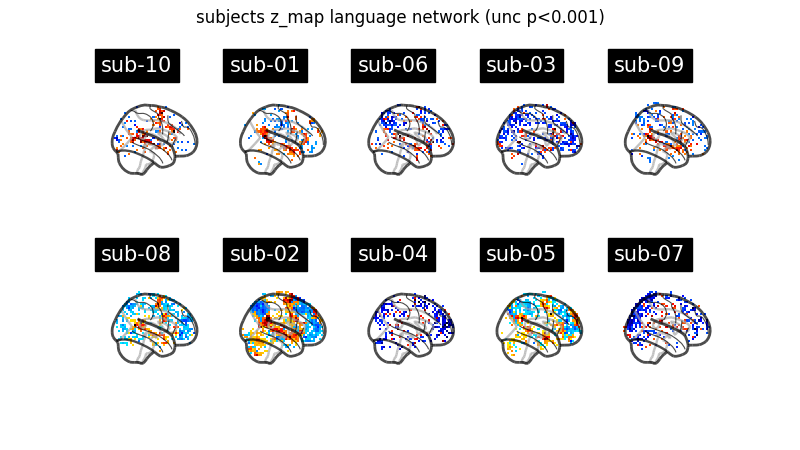 subjects z_map language network (unc p<0.001)
sub-10 sub-01 sub-06 sub-03 sub-09
sub-08 sub-02 sub-04 sub-05 sub-07